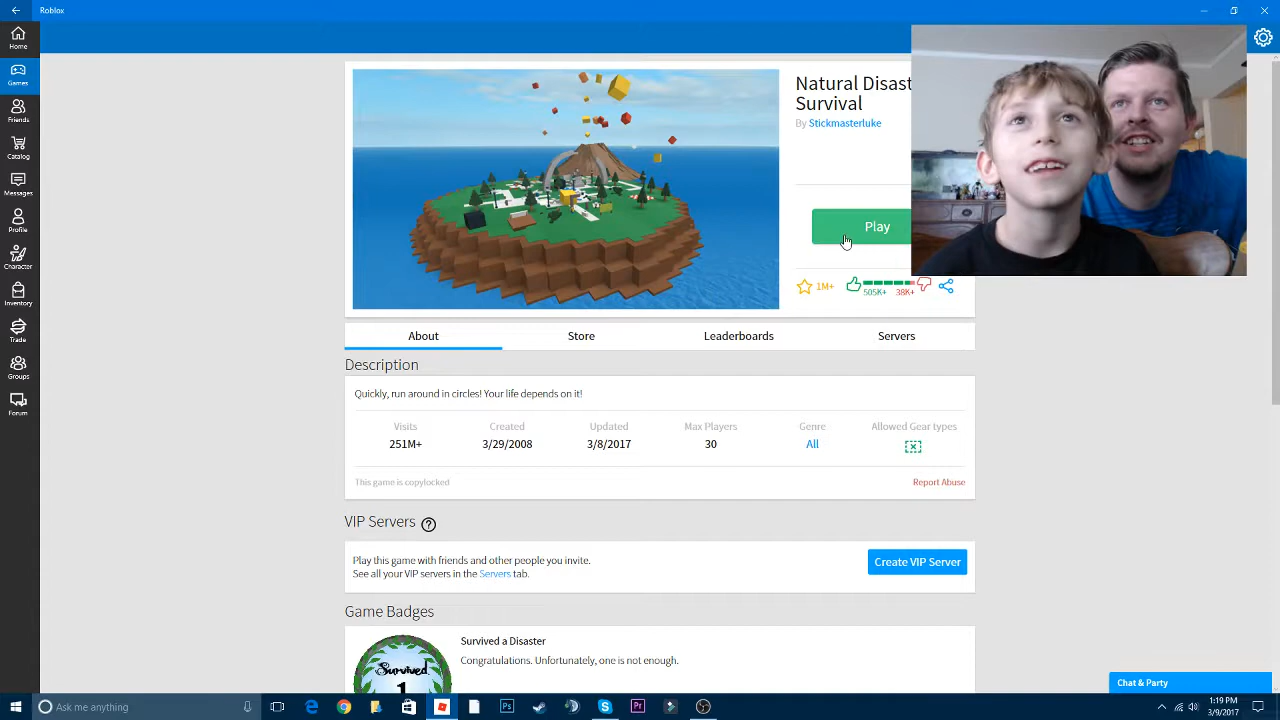 Roblox
Home
Games
Friends
Catalog
Messages
Profile
Character
Inventory
Trade
Groups
Forum
Natural Disast
Survival
By Stickmasterluke
Play
1M+
505K+
38K+
About
Store
Leaderboards
Servers
Description
Quickly, run around in circles! Your life depends on it!
Visits
Created
Updated
Max Players
Genre
Allowed Gear types
251M+
3/29/2008
3/8/2017
30
All
This game is copylocked
Report Abuse
VIP Servers ?
Play this game with friends and other people you invite.
See all your VIP servers in the Servers tab.
Create VIP Server
Game Badges
Survived a Disaster
Congratulations. Unfortunately, one is not enough.
Survived
1
Chat & Party
Ask me anything
1:19 PM
3/9/2017